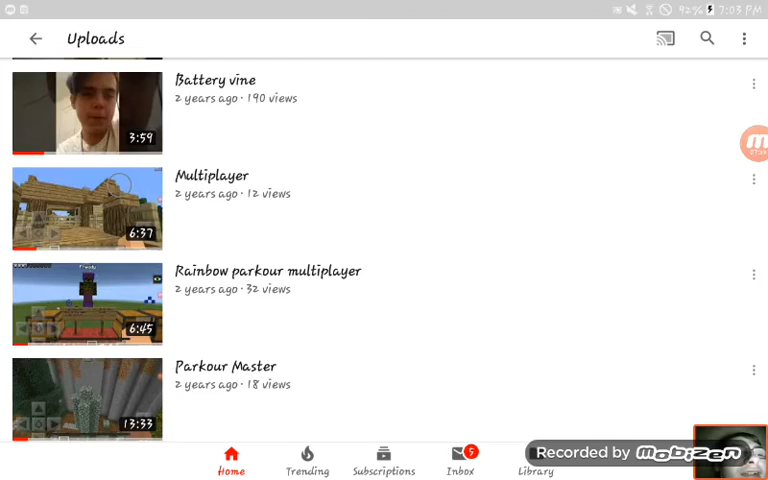 92% 7:03 PM
Uploads
Battery vine
2 years ago · 190 views
3:59
Multiplayer
2 years ago · 12 views
6:37
Rainbow parkour multiplayer
2 years ago · 32 views
6:45
Parkour Master
2 years ago · 18 views
13:33
Home
Trending
Subscriptions
5
Inbox
Library
Recorded by Mobizen